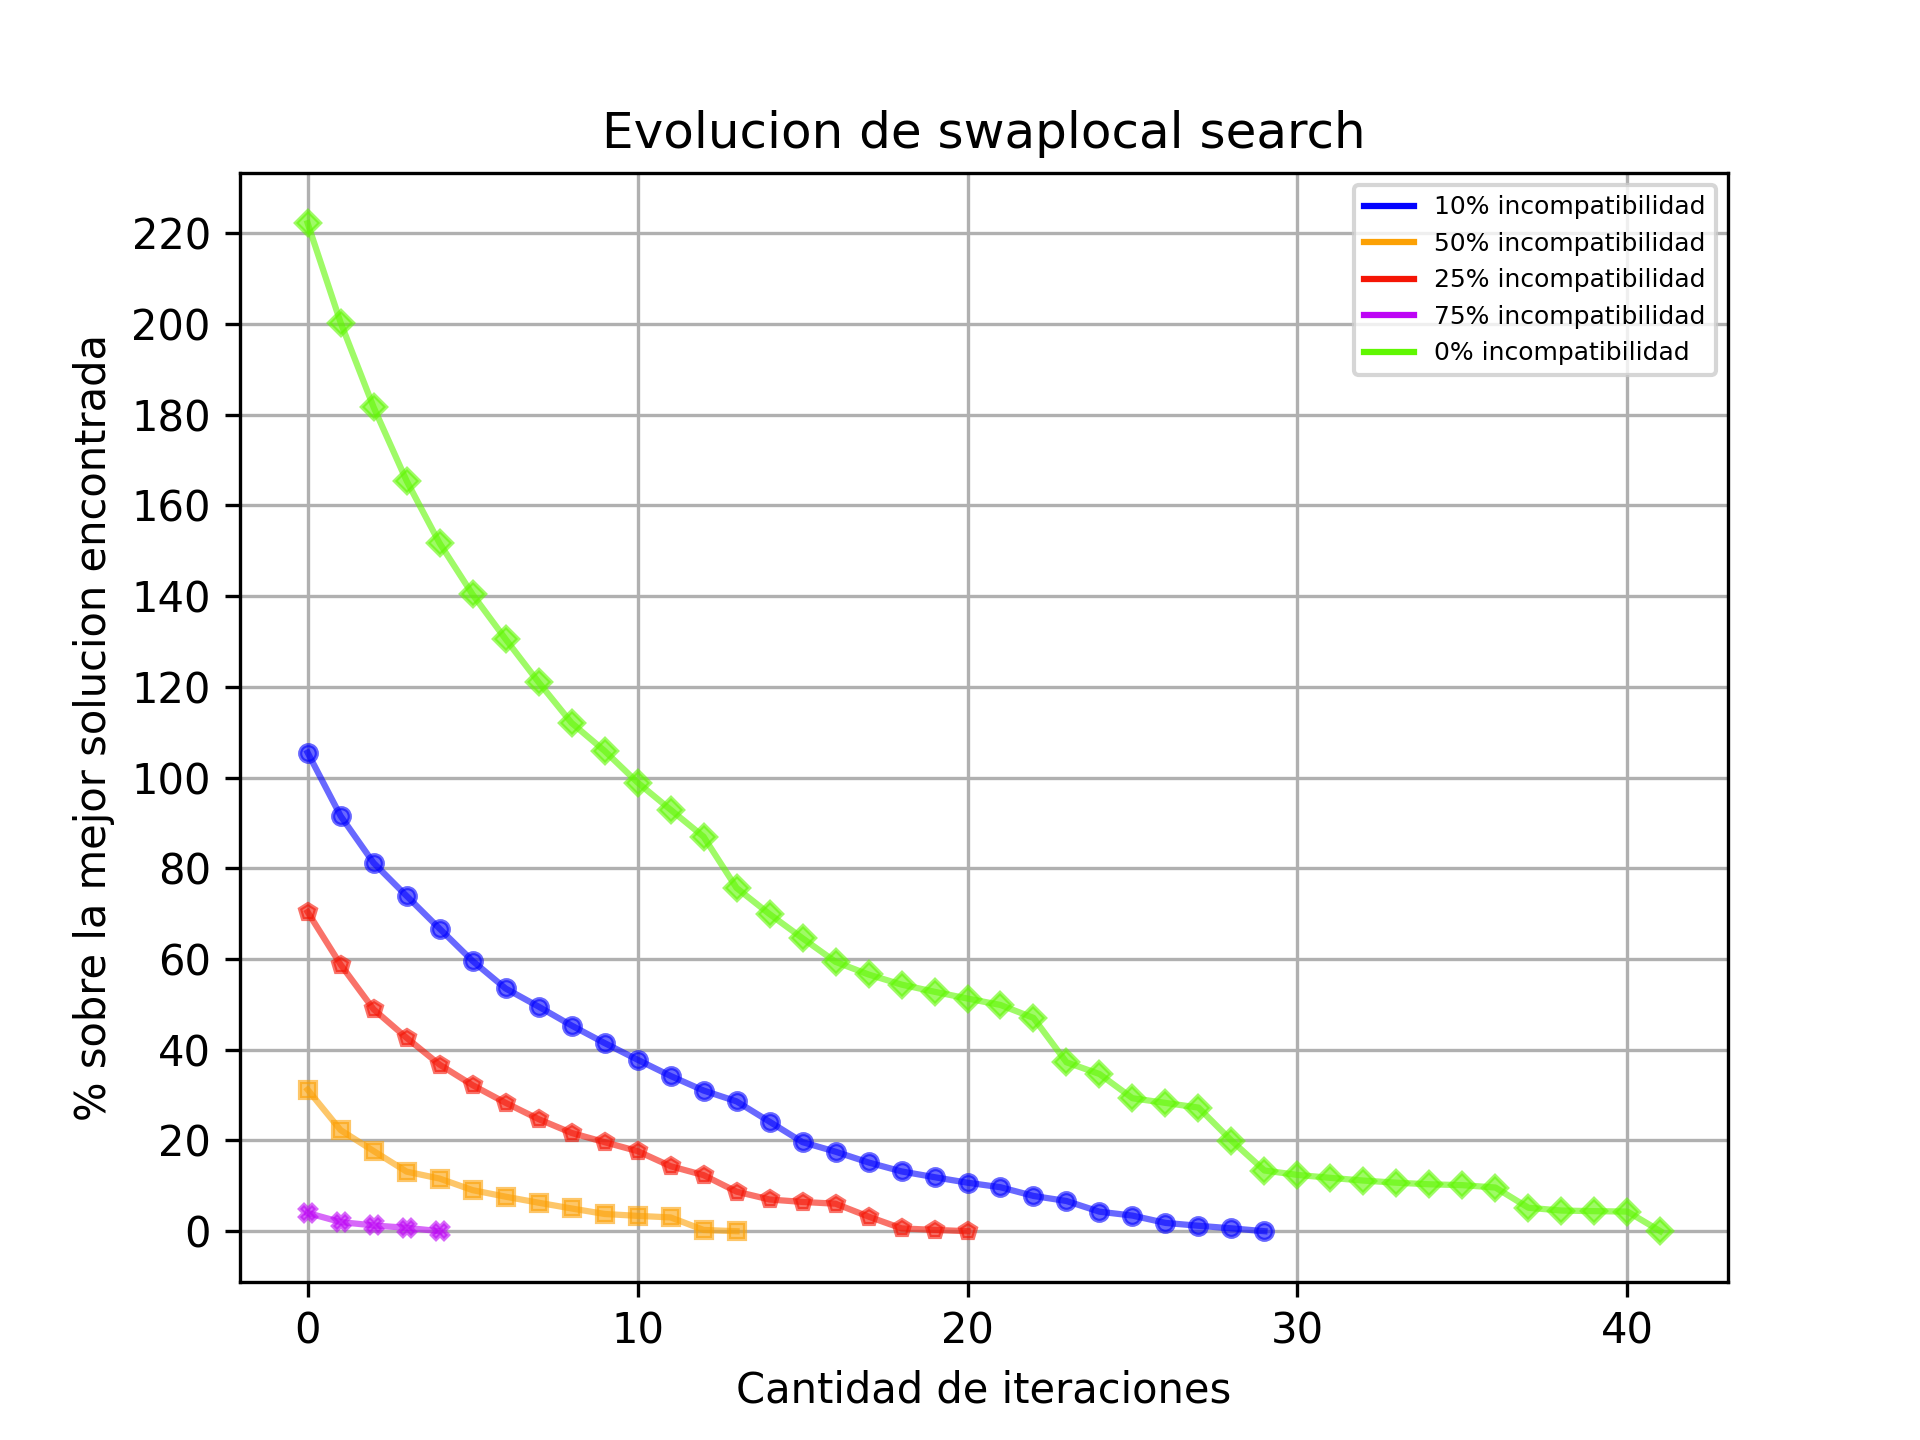 Evolucion de swaplocal search
10% incompatibilidad
50% incompatibilidad
25% incompatibilidad
75% incompatibilidad
0% incompatibilidad
% sobre la mejor solucion encontrada
220
200
180
160
140
120
100
80
60
40
20
0
0 10 20 30 40
Cantidad de iteraciones